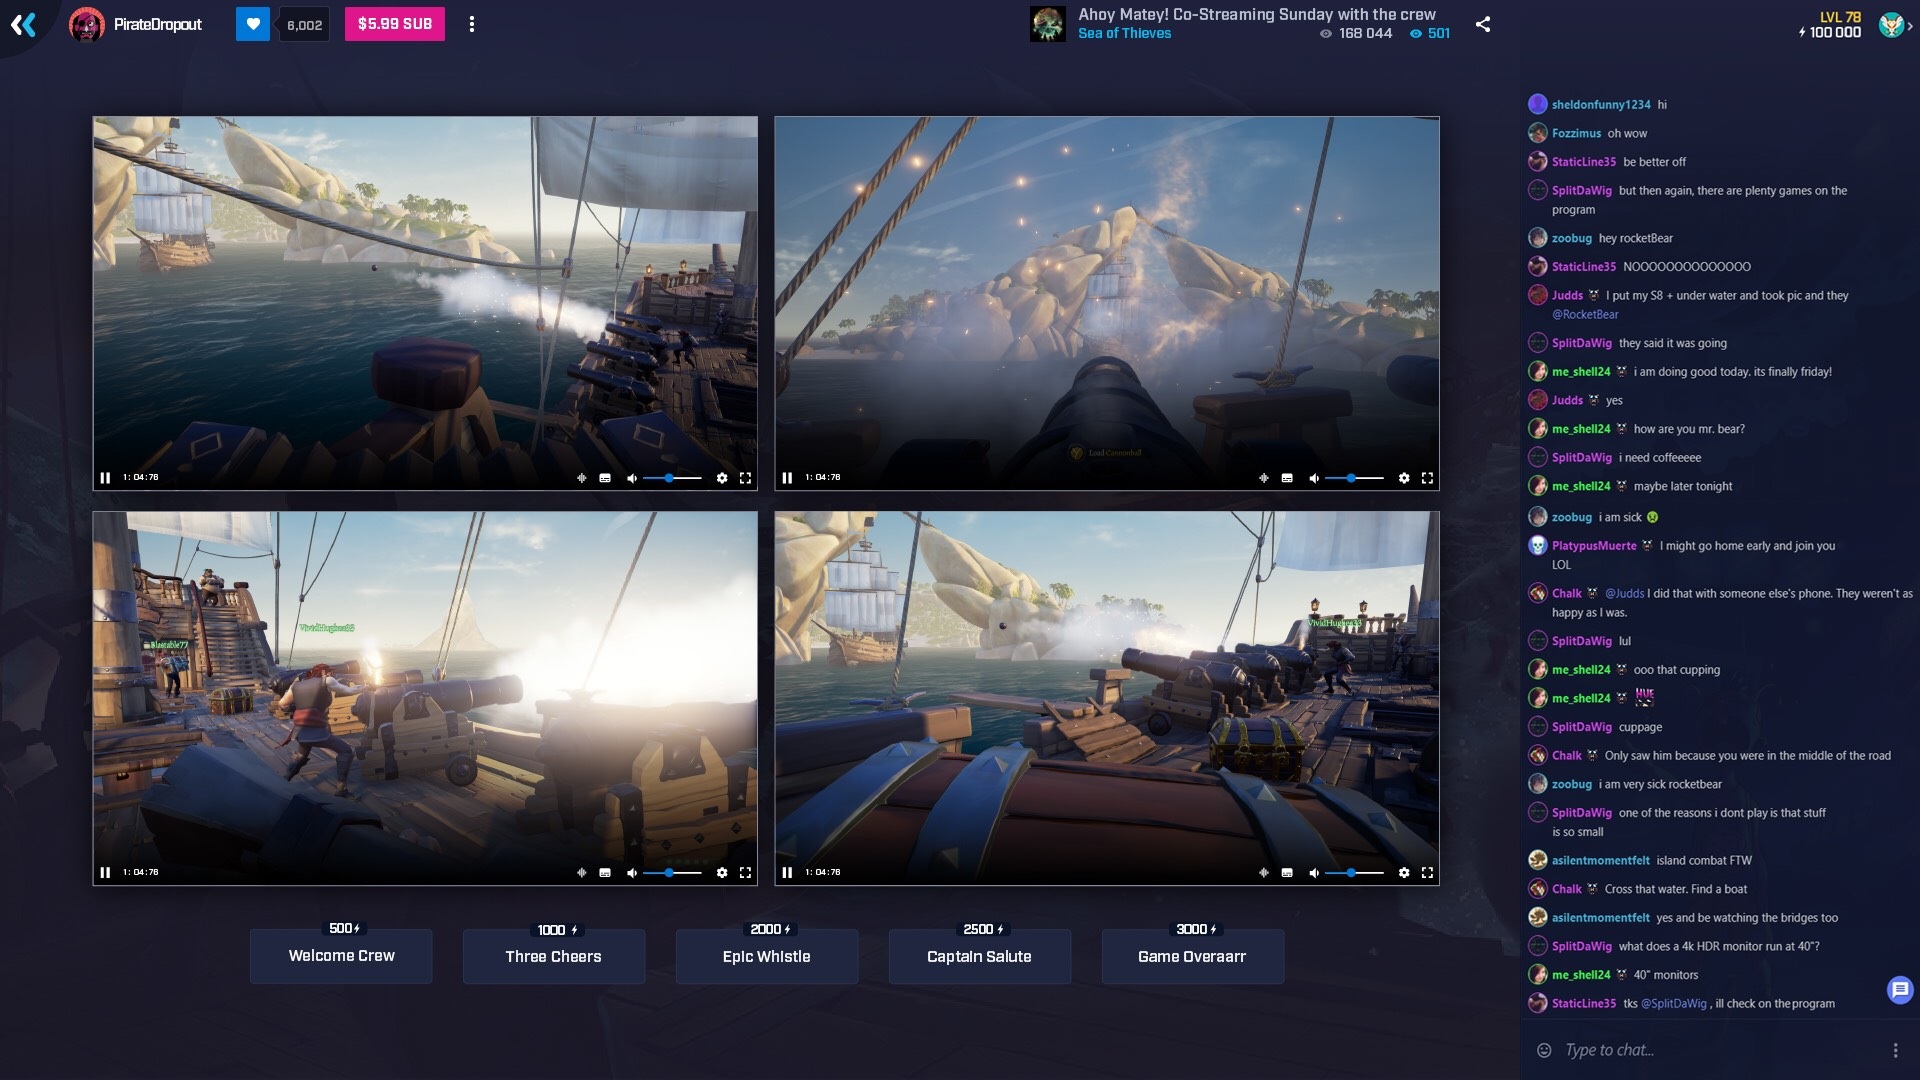 PirateDropout
6,002
$5.99 SUB
Ahoy Matey! Co-Streaming Sunday with the crew
Sea of Thieves
168 044
501
LVL 78
100 000
Load Cannonball
1: 04:76
1: 04:76
VividHughes33
Blastable77
VividHughes33
1: 04:76
1: 04:76
500
Welcome Crew
1000
Three Cheers
2000
Epic Whistle
2500
Captain Salute
3000
Game Overaarr
sheldonfunny1234 hi
Fozzimus oh wow
StaticLine35 be better off
SplitDaWig but then again, there are plenty games on the
program
zoobug hey rocketBear
StaticLine35 NOOOOOOOOOOOOOO
Judds I put my S8 + under water and took pic and they
@RocketBear
SplitDaWig they said it was going
me_shell24 i am doing good today. its finally friday!
Judds yes
me_shell24 how are you mr. bear?
SplitDaWig i need coffeeeee
me_shell24 maybe later tonight
zoobug i am sick
PlatypusMuerte I might go home early and join you
LOL
Chalk @Judds I did that with someone else's phone. They weren't as
happy as I was.
SplitDaWig lul
me_shell24 ooo that cupping
me_shell24 HUE
SplitDaWig cuppage
Chalk Only saw him because you were in the middle of the road
zoobug i am very sick rocketbear
SplitDaWig one of the reasons i dont play is that stuff
is so small
asilentmomentfelt island combat FTW
Chalk Cross that water. Find a boat
asilentmomentfelt yes and be watching the bridges too
SplitDaWig what does a 4k HDR monitor run at 40"?
me_shell24 40" monitors
StaticLine35 tks @SplitDaWig , ill check on the program
Type to chat...